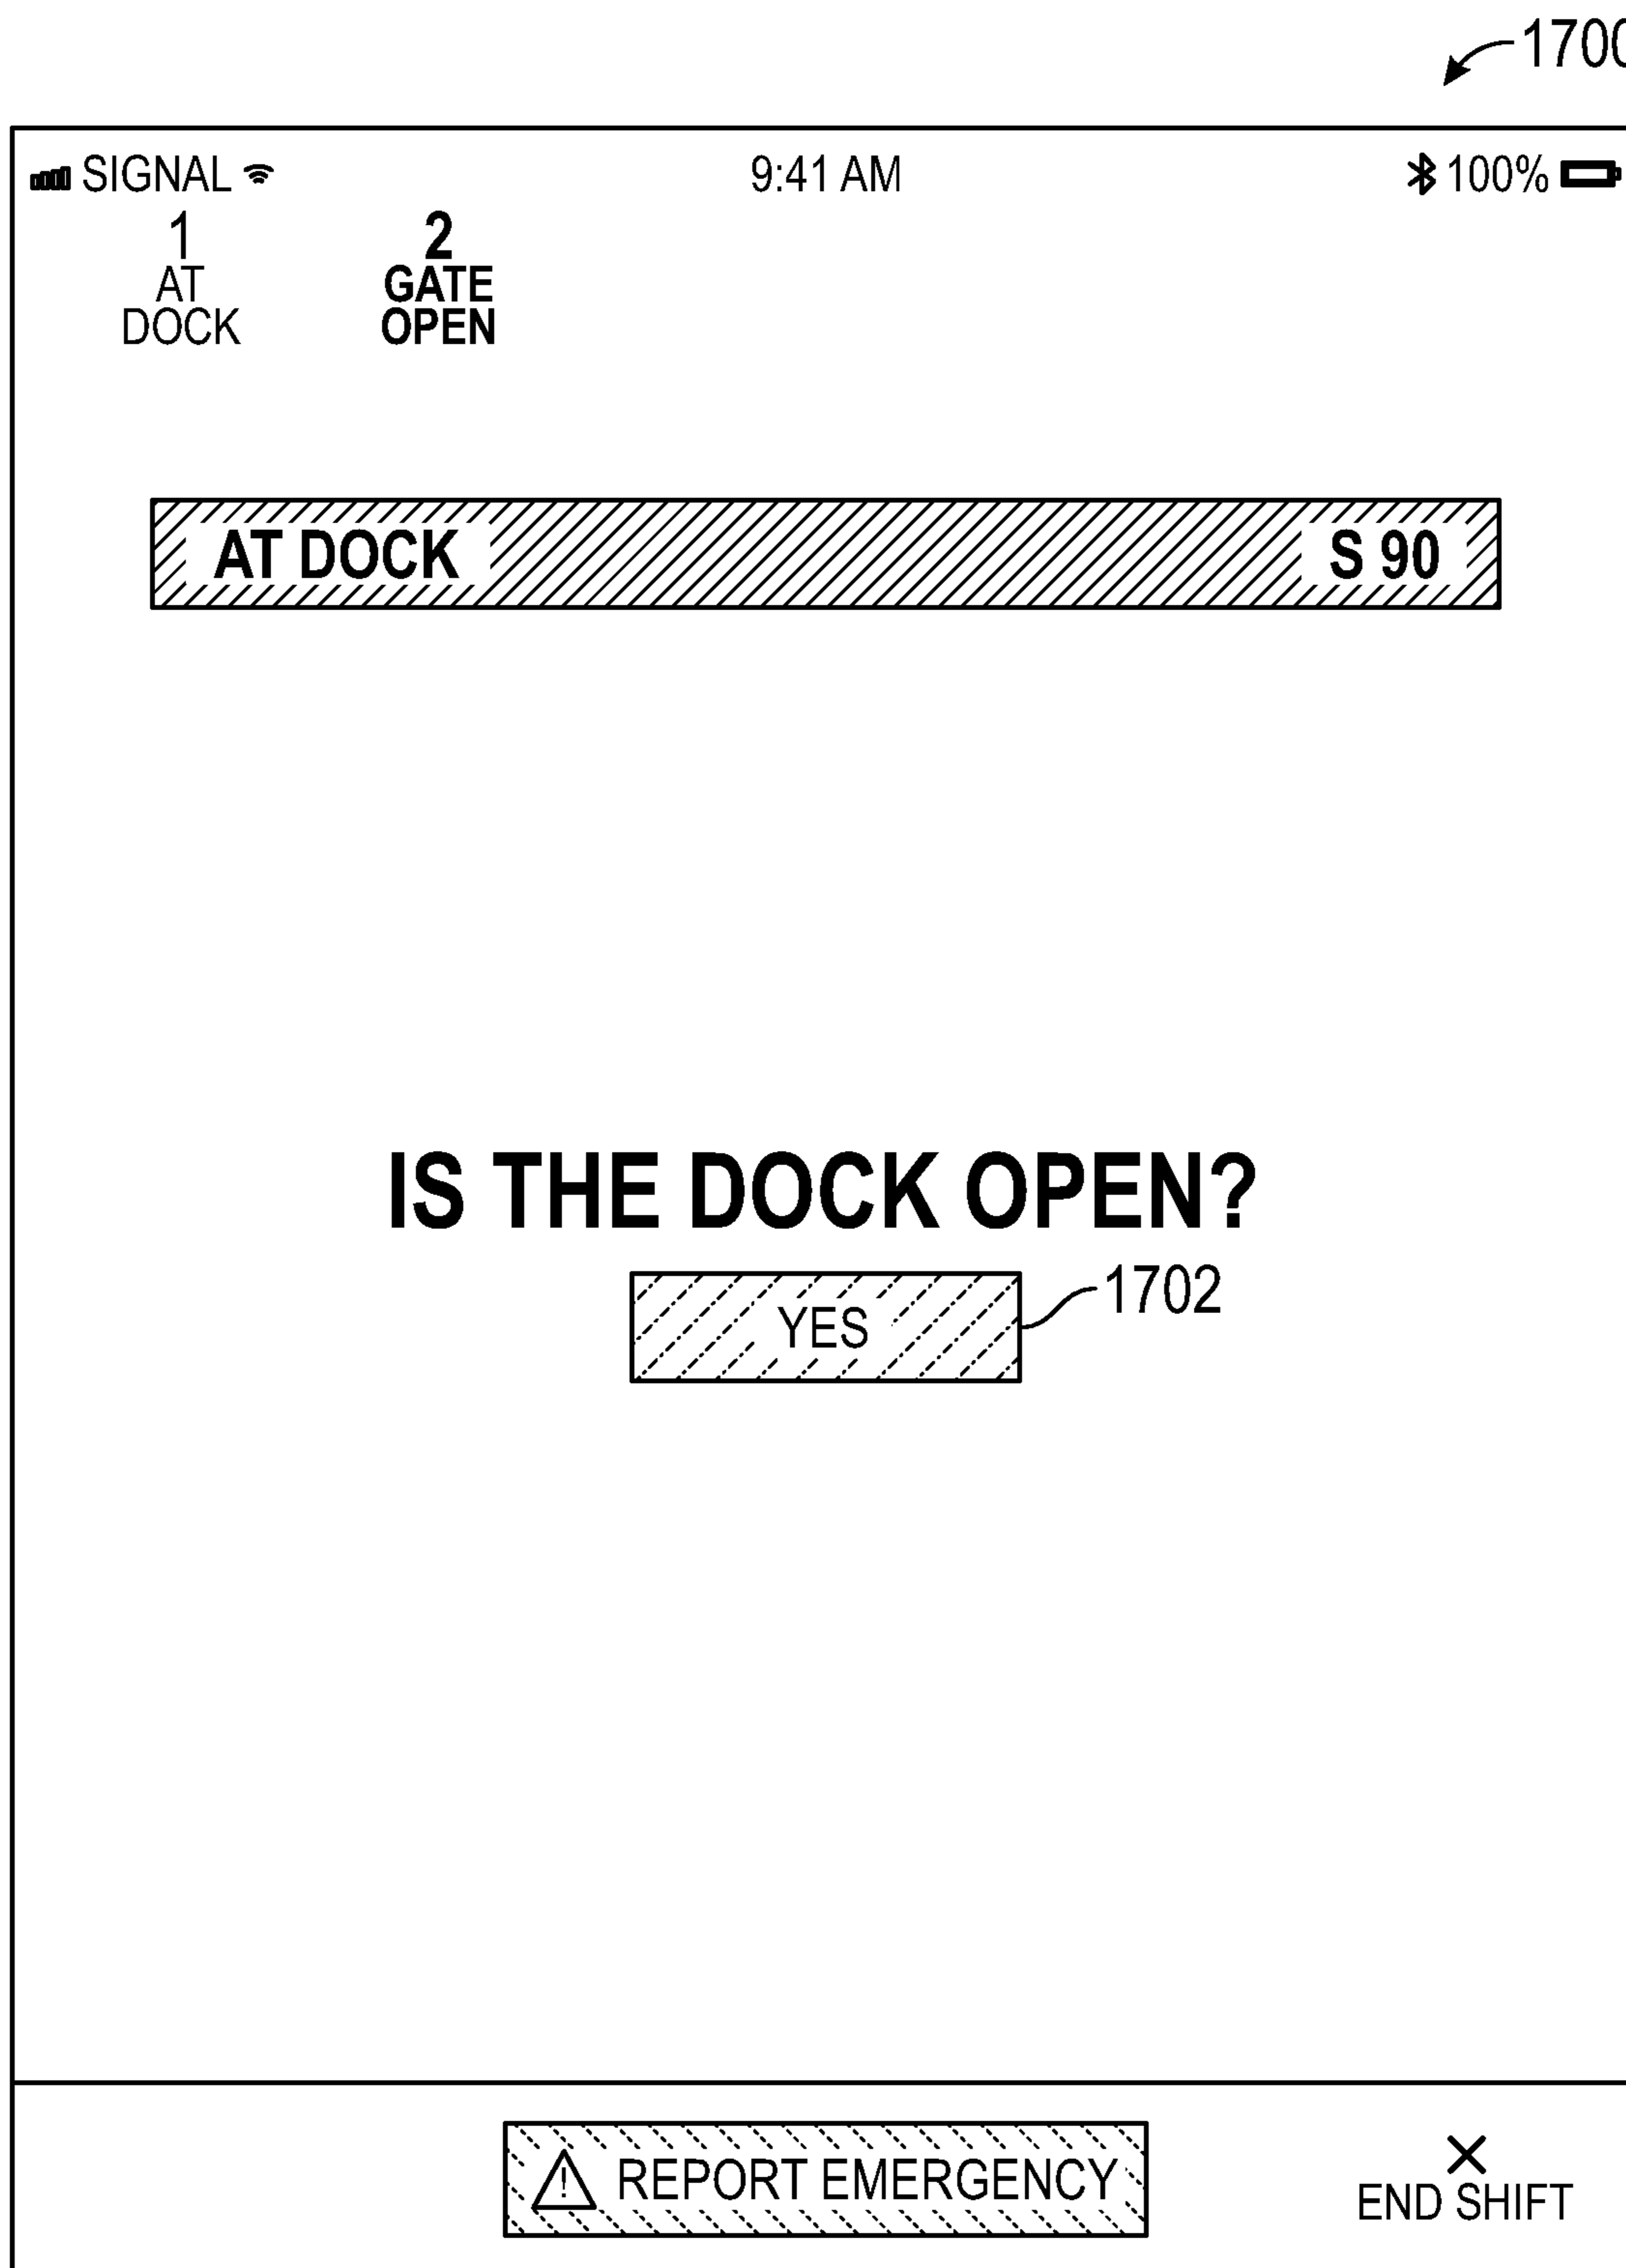 1700
SIGNAL 9:41 AM 100%
1 2
AT GATE
DOCK OPEN
AT DOCK S 90
IS THE DOCK OPEN?
YES 1702
! REPORT EMERGENCY
END SHIFT